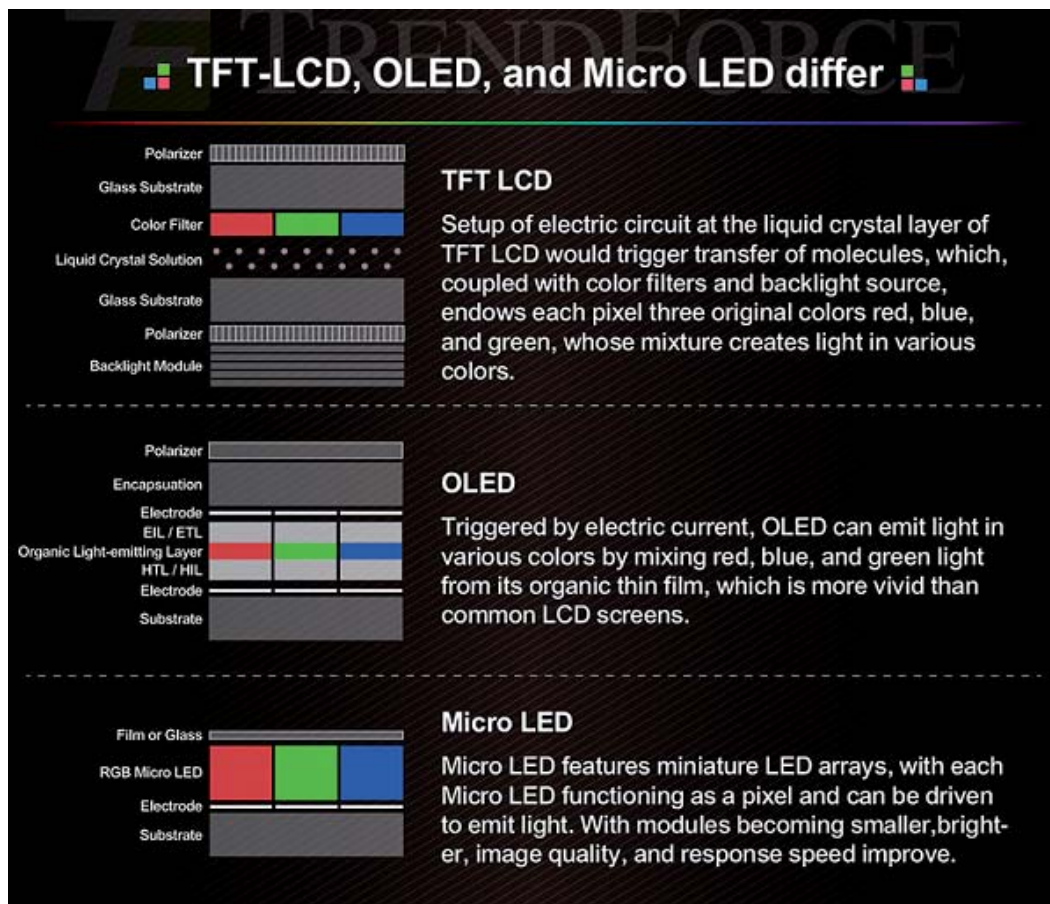 TRENDFORCE
TFT-LCD, OLED, and Micro LED differ
Polarizer
Glass Substrate
Color Filter
Liquid Crystal Solution
Glass Substrate
Polarizer
Backlight Module
TFT LCD
Setup of electric circuit at the liquid crystal layer of
TFT LCD would trigger transfer of molecules, which,
coupled with color filters and backlight source,
endows each pixel three original colors red, blue,
and green, whose mixture creates light in various
colors.
Polarizer
Encapsuation
Electrode
EIL / ETL
Organic Light-emitting Layer
HTL / HIL
Electrode
Substrate
OLED
Triggered by electric current, OLED can emit light in
various colors by mixing red, blue, and green light
from its organic thin film, which is more vivid than
common LCD screens.
Film or Glass
RGB Micro LED
Electrode
Substrate
Micro LED
Micro LED features miniature LED arrays, with each
Micro LED functioning as a pixel and can be driven
to emit light. With modules becoming smaller,bright-
er, image quality, and response speed improve.